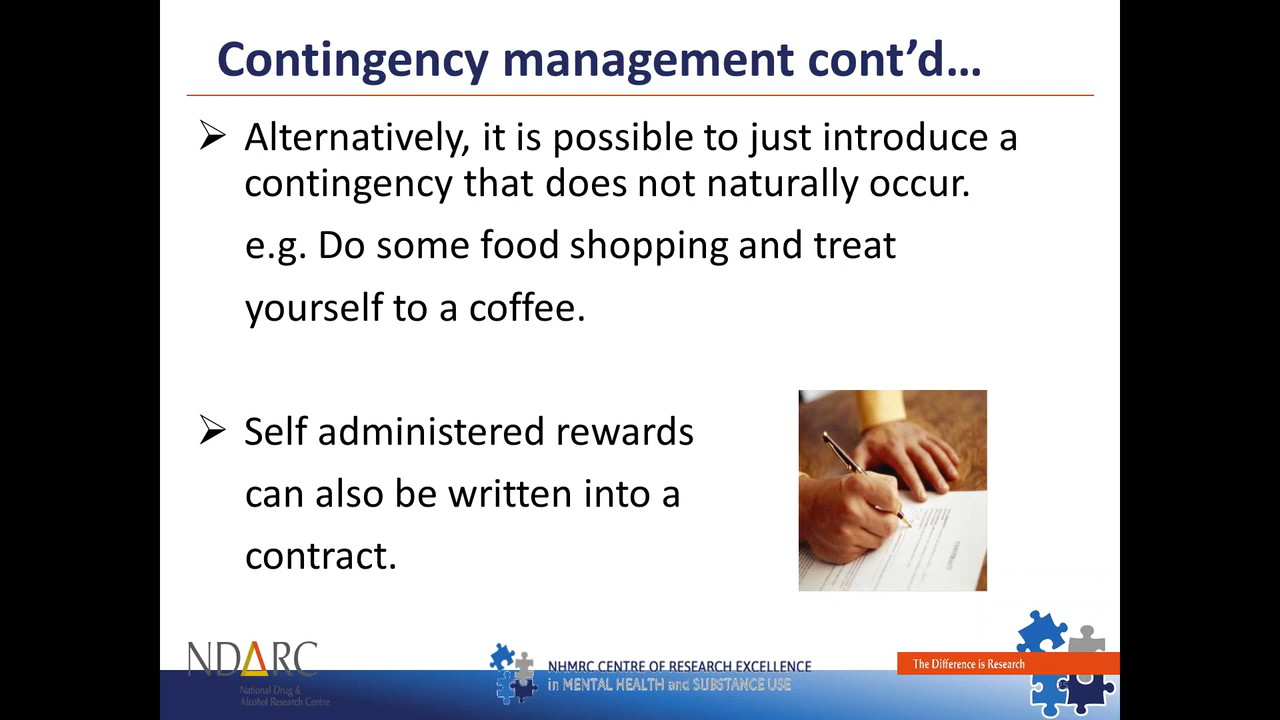 Contingency management cont’d…
Alternatively, it is possible to just introduce a
contingency that does not naturally occur.
e.g. Do some food shopping and treat
yourself to a coffee.
Self administered rewards
can also be written into a
contract.
NDARC
National Drug &
Alcohol Research Centre
NHMRC CENTRE OF RESEARCH EXCELLENCE
in MENTAL HEALTH and SUBSTANCE USE
The Difference is Research